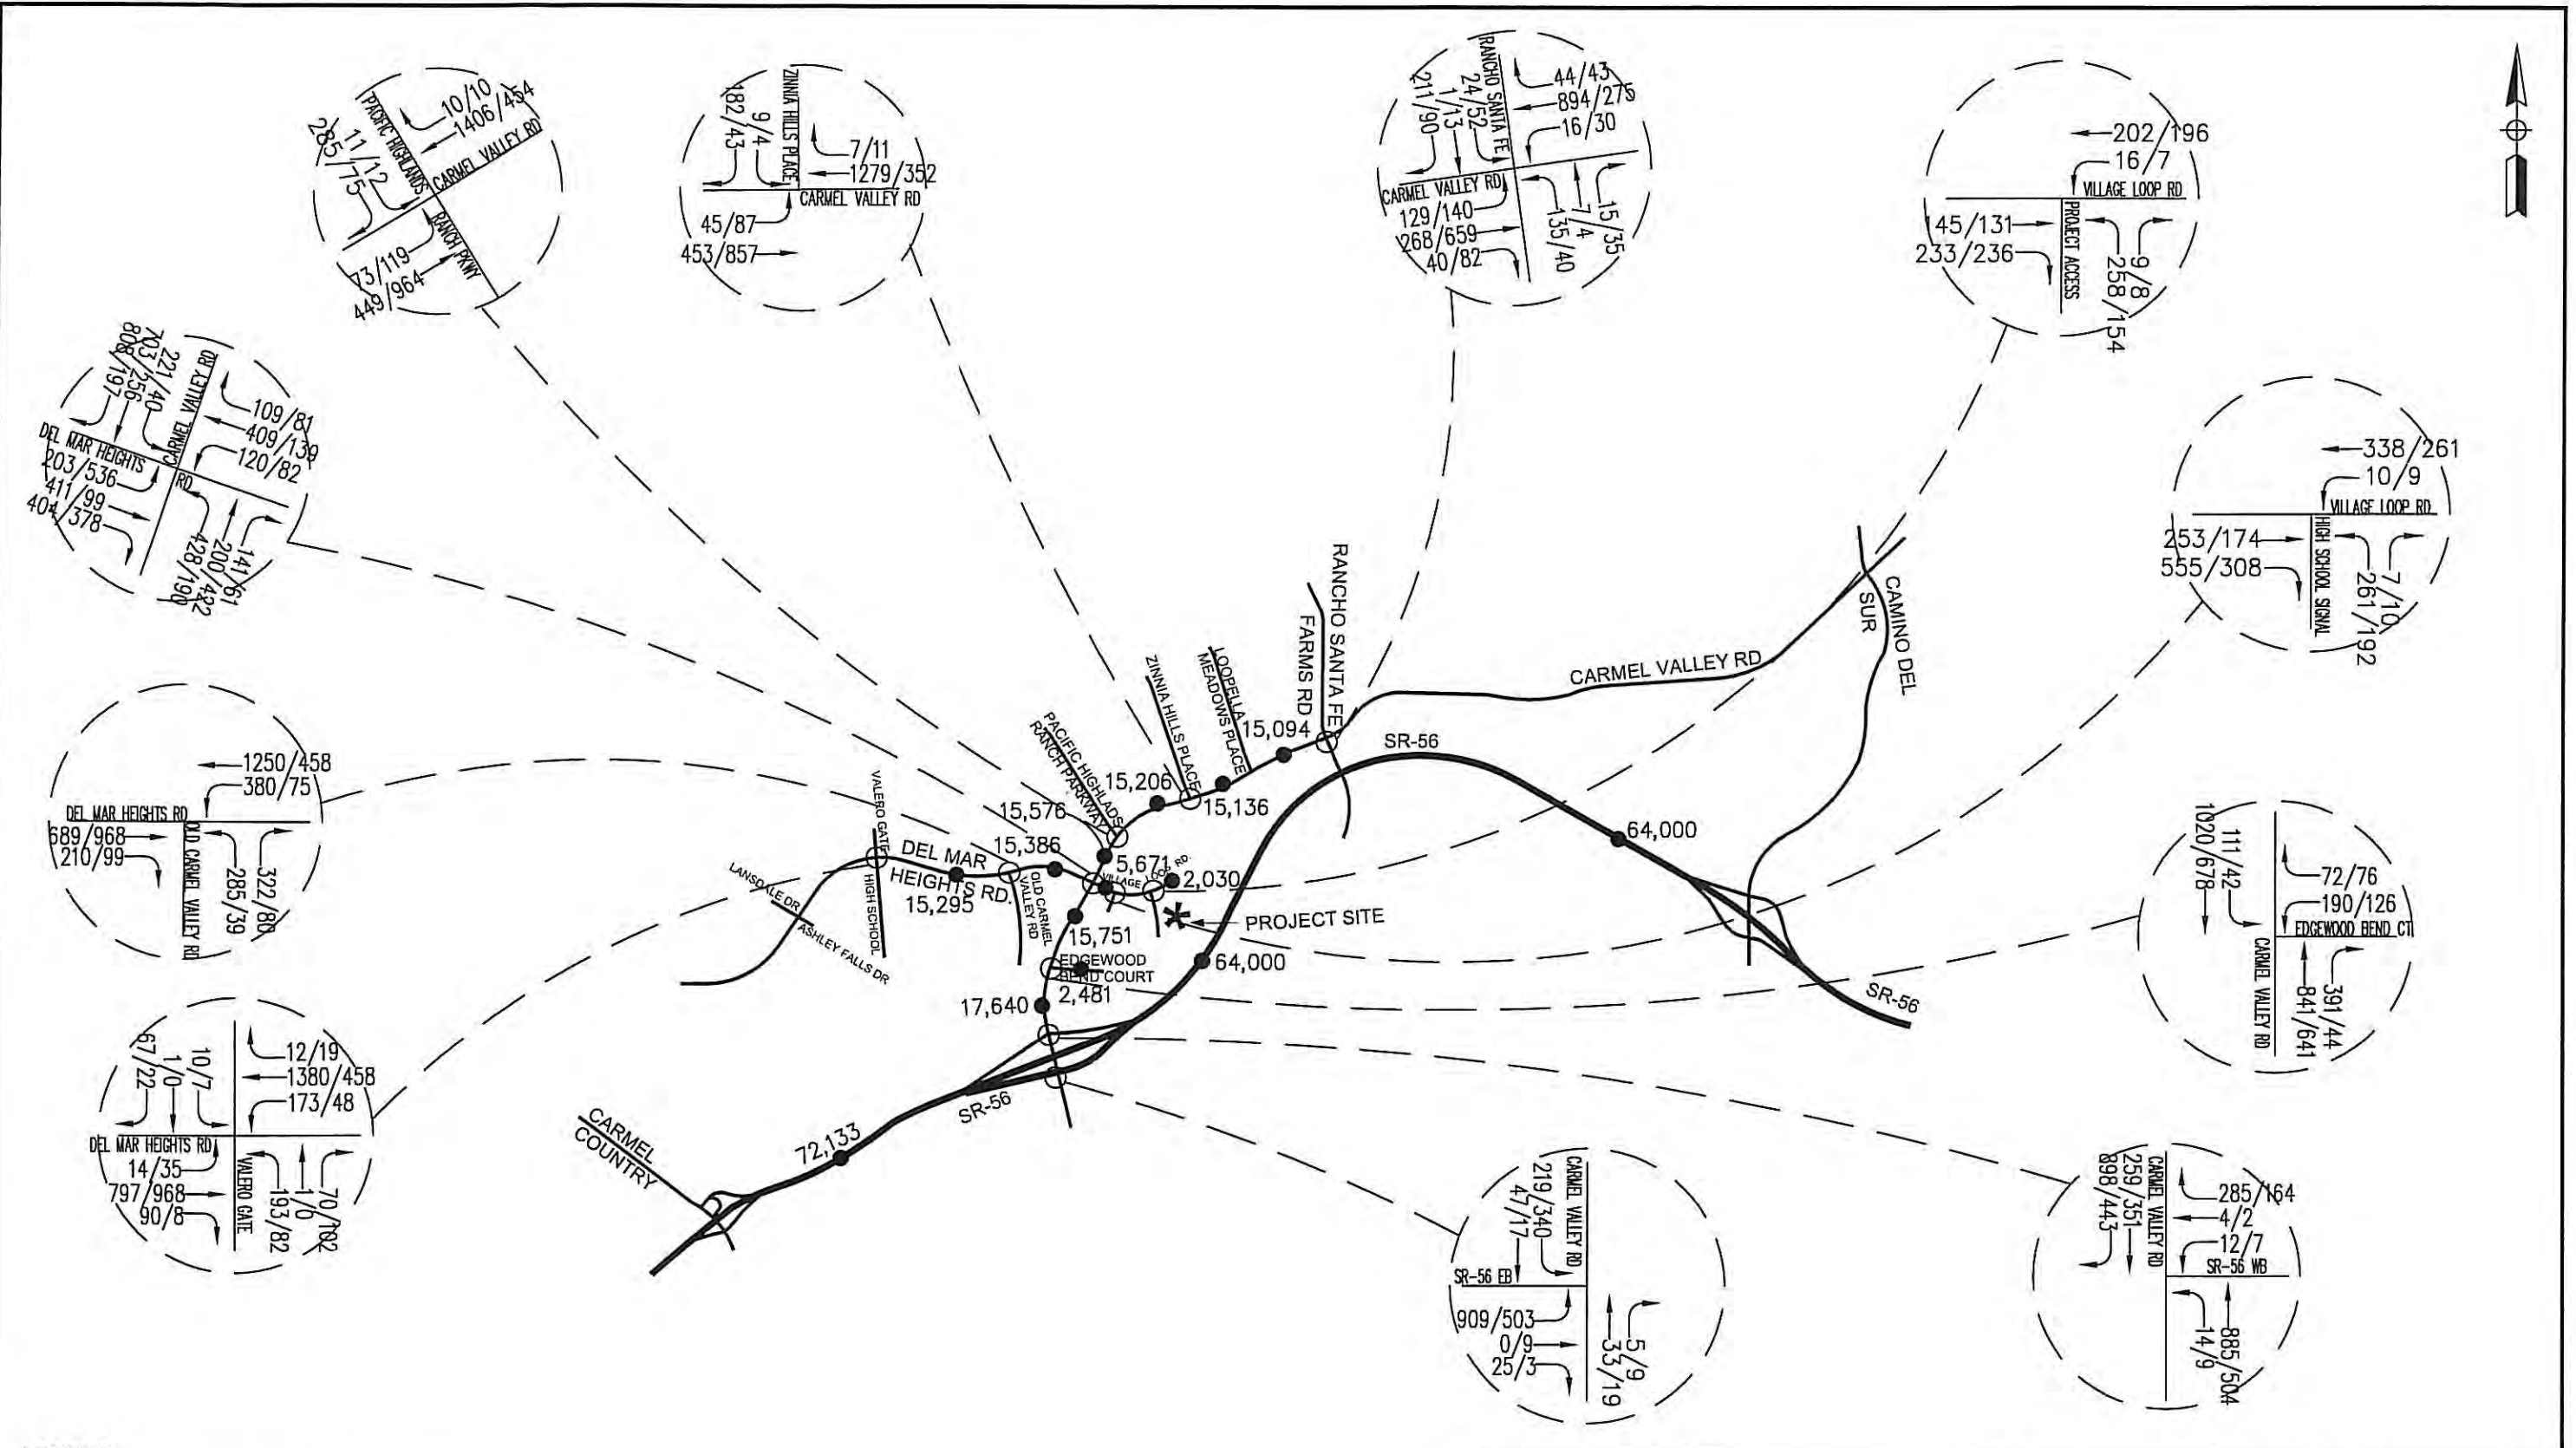 PACIFIC HIGHLANDS
RANCH PKWY
CARMEL VALLEY RD
10/10
1406/454
11/12
285/75
73/119
449/964
ZINNIA HILLS PLACE
CARMEL VALLEY RD
182/43
9/4
7/11
1279/352
45/87
453/857
RANCHO SANTA FE
CARMEL VALLEY RD
211/90
1/13
24/52
44/43
894/275
16/30
129/140
268/659
40/82
135/40
7/4
15/35
202/196
16/7
VILLAGE LOOP RD
PROJECT ACCESS
45/131
233/236
258/154
9/8
CARMEL VALLEY RD
DEL MAR HEIGHTS
RD
221/40
109/81
409/139
120/82
203/536
411/99
404/378
428/190
200/422
141/61
338/261
10/9
VILLAGE LOOP RD
HIGH SCHOOL SIGNAL
253/174
555/308
261/192
7/10
1250/458
380/75
DEL MAR HEIGHTS RD
OLD CARMEL VALLEY RD
689/968
210/99
285/39
322/80
1020/678
111/42
72/76
190/126
EDGEWOOD BEND CT
CARMEL VALLEY RD
841/641
391/44
67/22
1/0
10/7
12/19
1380/458
173/48
DEL MAR HEIGHTS RD
VALERO GATE
14/35
797/968
90/8
193/82
1/0
70/102
CARMEL VALLEY RD
47/17
219/340
SR-56 EB
909/503
0/9
25/3
33/19
5/9
CARMEL VALLEY RD
898/443
259/351
285/164
4/2
12/7
SR-56 WB
14/9
885/504
RANCHO SANTA FE
FARMS RD
CAMINO DEL
SUR
CARMEL VALLEY RD
LOOPELLA
MEADOWS PLACE
ZINNIA HILLS PLACE
PACIFIC HIGHLADS
RANCH PARKWAY
15,094
SR-56
15,206
15,136
15,576
15,386
64,000
VALERO GATE
HIGH SCHOOL
DEL MAR
HEIGHTS RD.
15,295
5,671
VILLAGE LOOP RD.
2,030
LANSDALE DR
ASHLEY FALLS DR
OLD CARMEL
VALLEY RD
PROJECT SITE
15,751
EDGEWOOD
BEND COURT
2,481
64,000
17,640
SR-56
SR-56
72,133
CARMEL
COUNTRY